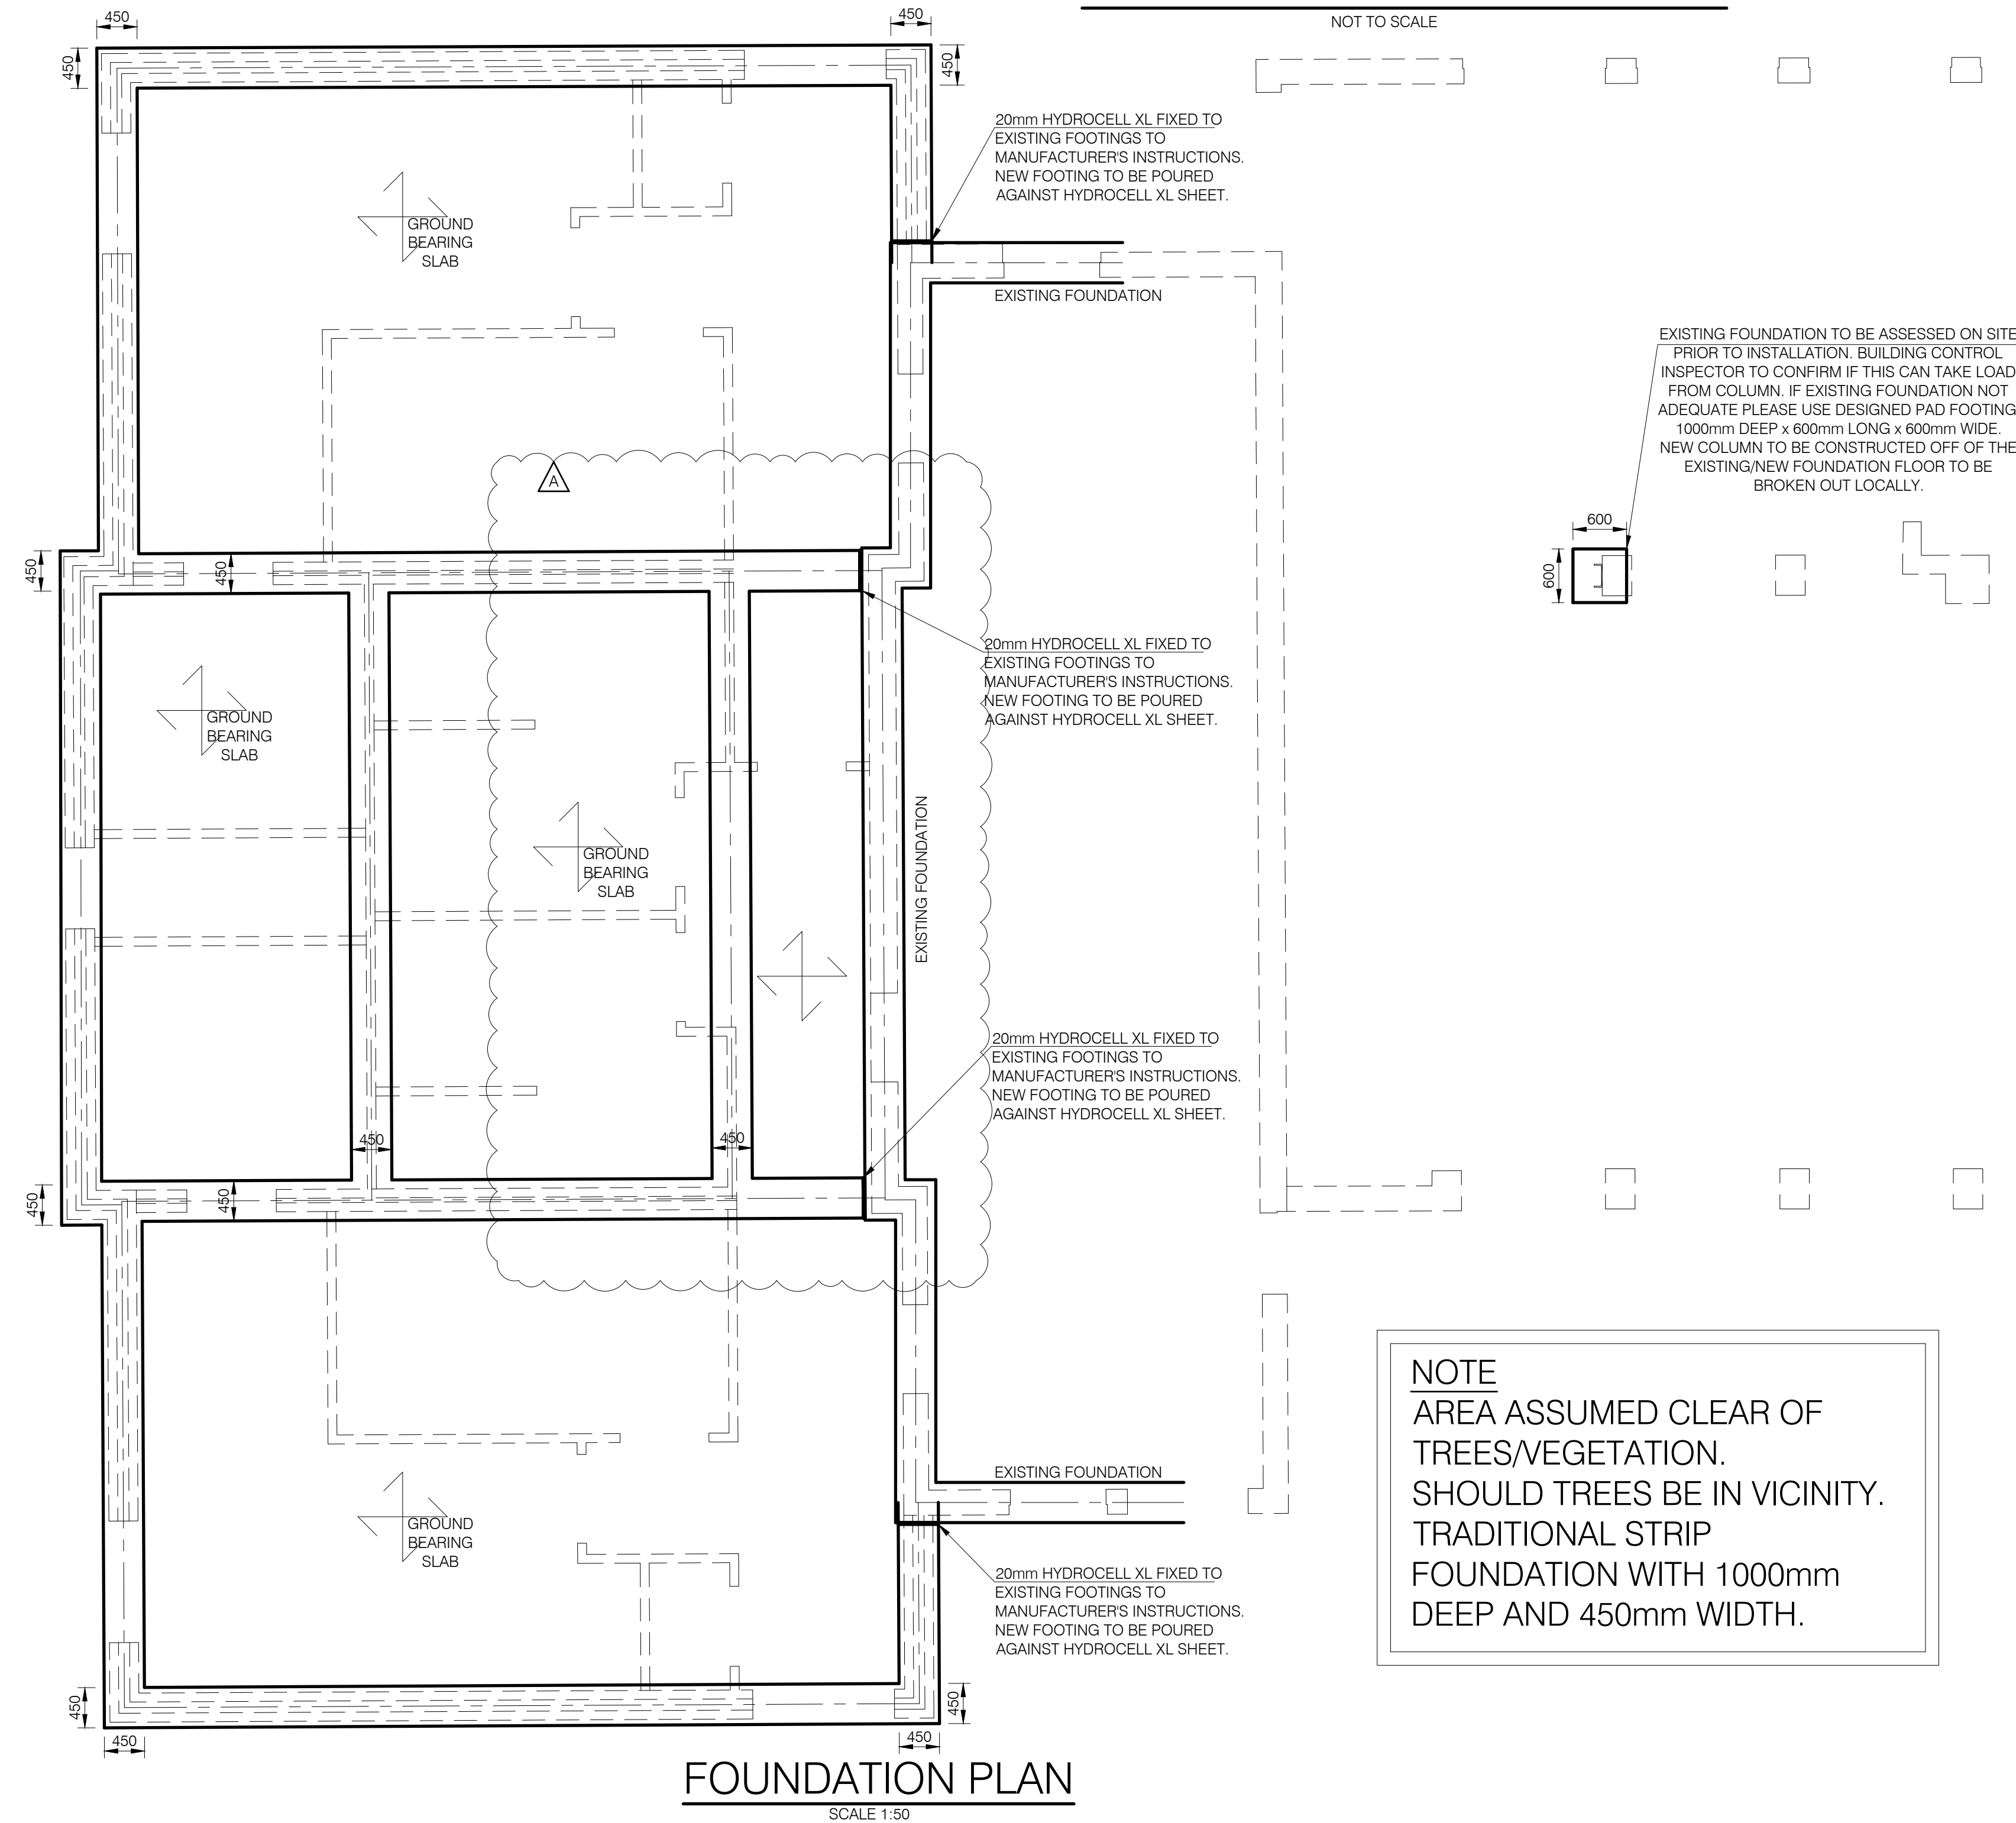 NOT TO SCALE
450
450
450
450
20mm HYDROCELL XL FIXED TO
EXISTING FOOTINGS TO
MANUFACTURER'S INSTRUCTIONS.
NEW FOOTING TO BE POURED
AGAINST HYDROCELL XL SHEET.
GROUND
BEARING
SLAB
EXISTING FOUNDATION
EXISTING FOUNDATION TO BE ASSESSED ON SITE
PRIOR TO INSTALLATION. BUILDING CONTROL
INSPECTOR TO CONFIRM IF THIS CAN TAKE LOAD
FROM COLUMN. IF EXISTING FOUNDATION NOT
ADEQUATE PLEASE USE DESIGNED PAD FOOTING
1000mm DEEP x 600mm LONG x 600mm WIDE.
NEW COLUMN TO BE CONSTRUCTED OFF OF THE
EXISTING/NEW FOUNDATION FLOOR TO BE
BROKEN OUT LOCALLY.
A
600
600
450
450
20mm HYDROCELL XL FIXED TO
EXISTING FOOTINGS TO
MANUFACTURER'S INSTRUCTIONS.
NEW FOOTING TO BE POURED
AGAINST HYDROCELL XL SHEET.
GROUND
BEARING
SLAB
GROUND
BEARING
SLAB
EXISTING FOUNDATION
20mm HYDROCELL XL FIXED TO
EXISTING FOOTINGS TO
MANUFACTURER'S INSTRUCTIONS.
NEW FOOTING TO BE POURED
AGAINST HYDROCELL XL SHEET.
450
450
450
450
NOTE
AREA ASSUMED CLEAR OF
TREES/VEGETATION.
SHOULD TREES BE IN VICINITY.
TRADITIONAL STRIP
FOUNDATION WITH 1000mm
DEEP AND 450mm WIDTH.
EXISTING FOUNDATION
GROUND
BEARING
SLAB
20mm HYDROCELL XL FIXED TO
EXISTING FOOTINGS TO
MANUFACTURER'S INSTRUCTIONS.
NEW FOOTING TO BE POURED
AGAINST HYDROCELL XL SHEET.
450
450
450
450
FOUNDATION PLAN
SCALE 1:50